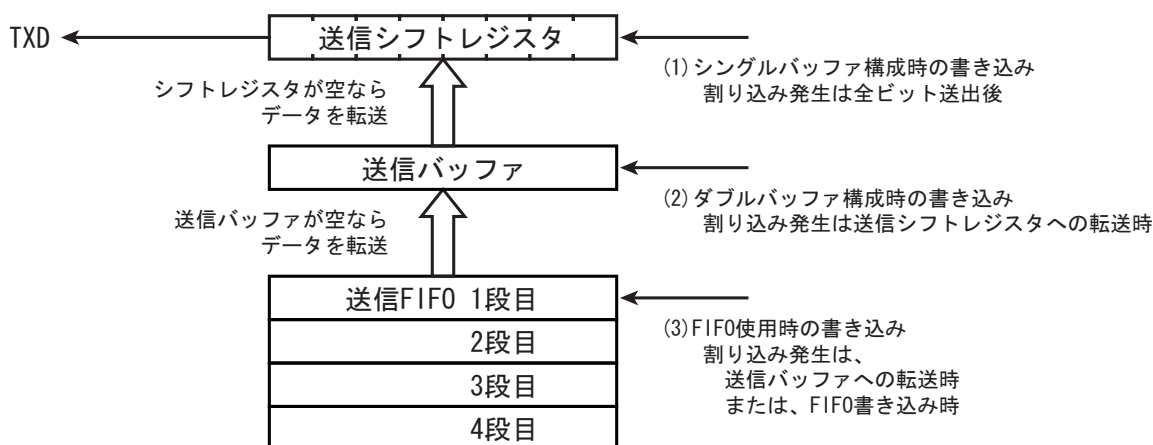 TXD
送信シフトレジスタ
(1)シングルバッファ構成時の書き込み
割り込み発生は全ビット送出後
シフトレジスタが空なら
データを転送
送信バッファ
(2)ダブルバッファ構成時の書き込み
割り込み発生は送信シフトレジスタへの転送時
送信バッファが空なら
データを転送
送信FIFO 1段目
2段目
3段目
4段目
(3)FIFO使用時の書き込み
割り込み発生は、
送信バッファへの転送時
または、FIFO書き込み時